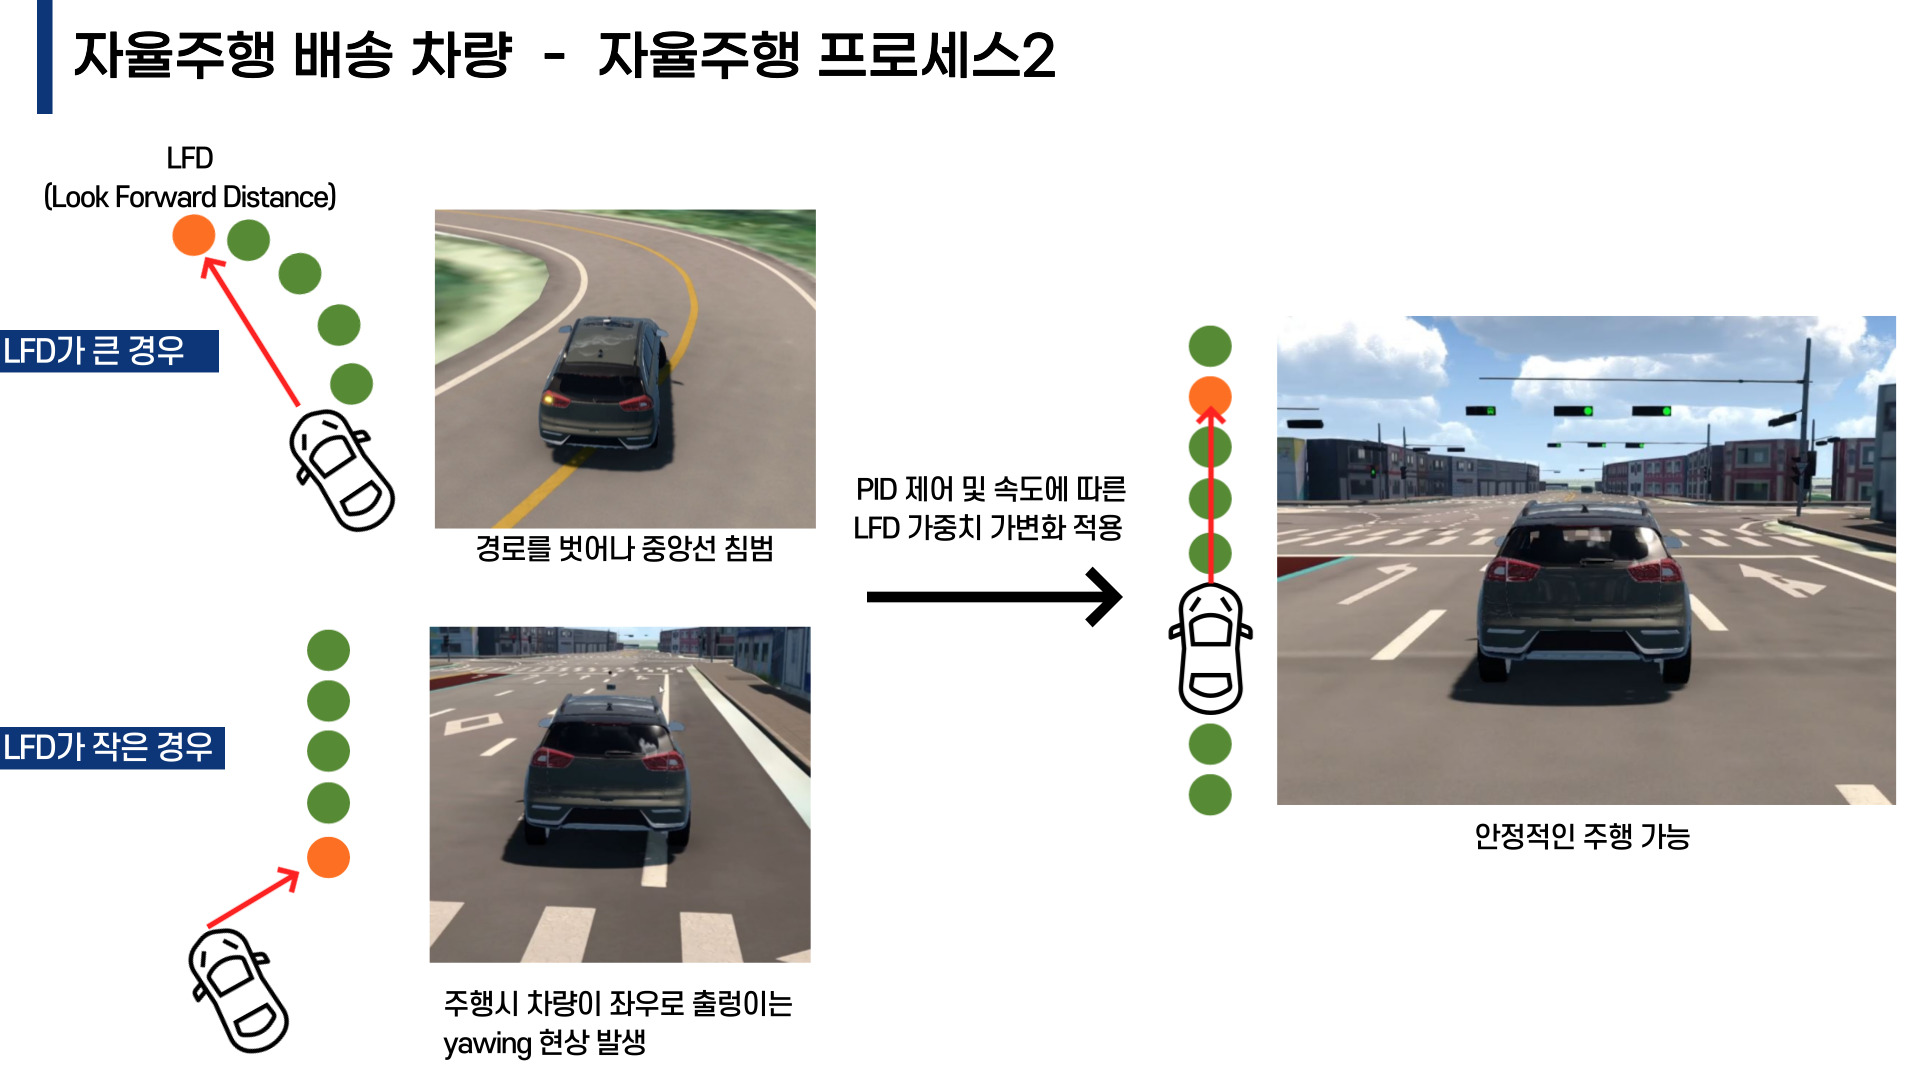 자율주행 배송 차량 - 자율주행 프로세스2
LFD
(Look Forward Distance)
LFD가 큰 경우
경로를 벗어나 중앙선 침범
LFD가 작은 경우
주행시 차량이 좌우로 출렁이는
yawing 현상 발생
PID 제어 및 속도에 따른
LFD 가중치 가변화 적용
안정적인 주행 가능